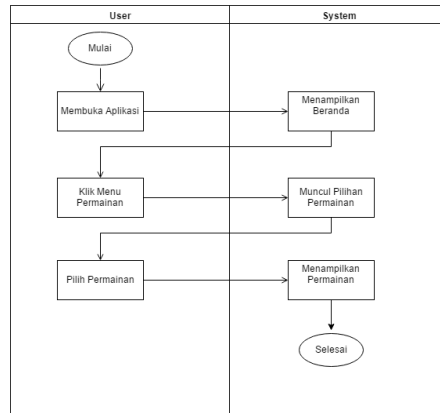 User
System
Mulai
Membuka Aplikasi
Menampilkan
Beranda
Klik Menu
Permainan
Muncul Pilihan
Permainan
Pilih Permainan
Menampilkan
Permainan
Selesai